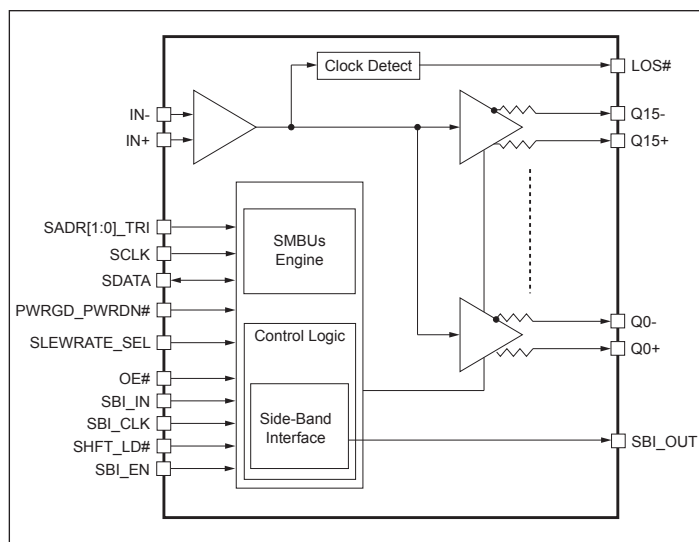 Clock Detect
LOS#
IN-
IN+
Q15-
Q15+
SADR[1:0]_TRI
SCLK
SDATA
PWRGD_PWRDN#
SLEWRATE_SEL
OE#
SBI_IN
SBI_CLK
SHFT_LD#
SBI_EN
SMBUs
Engine
Control Logic
Side-Band
Interface
Q0-
Q0+
SBI_OUT